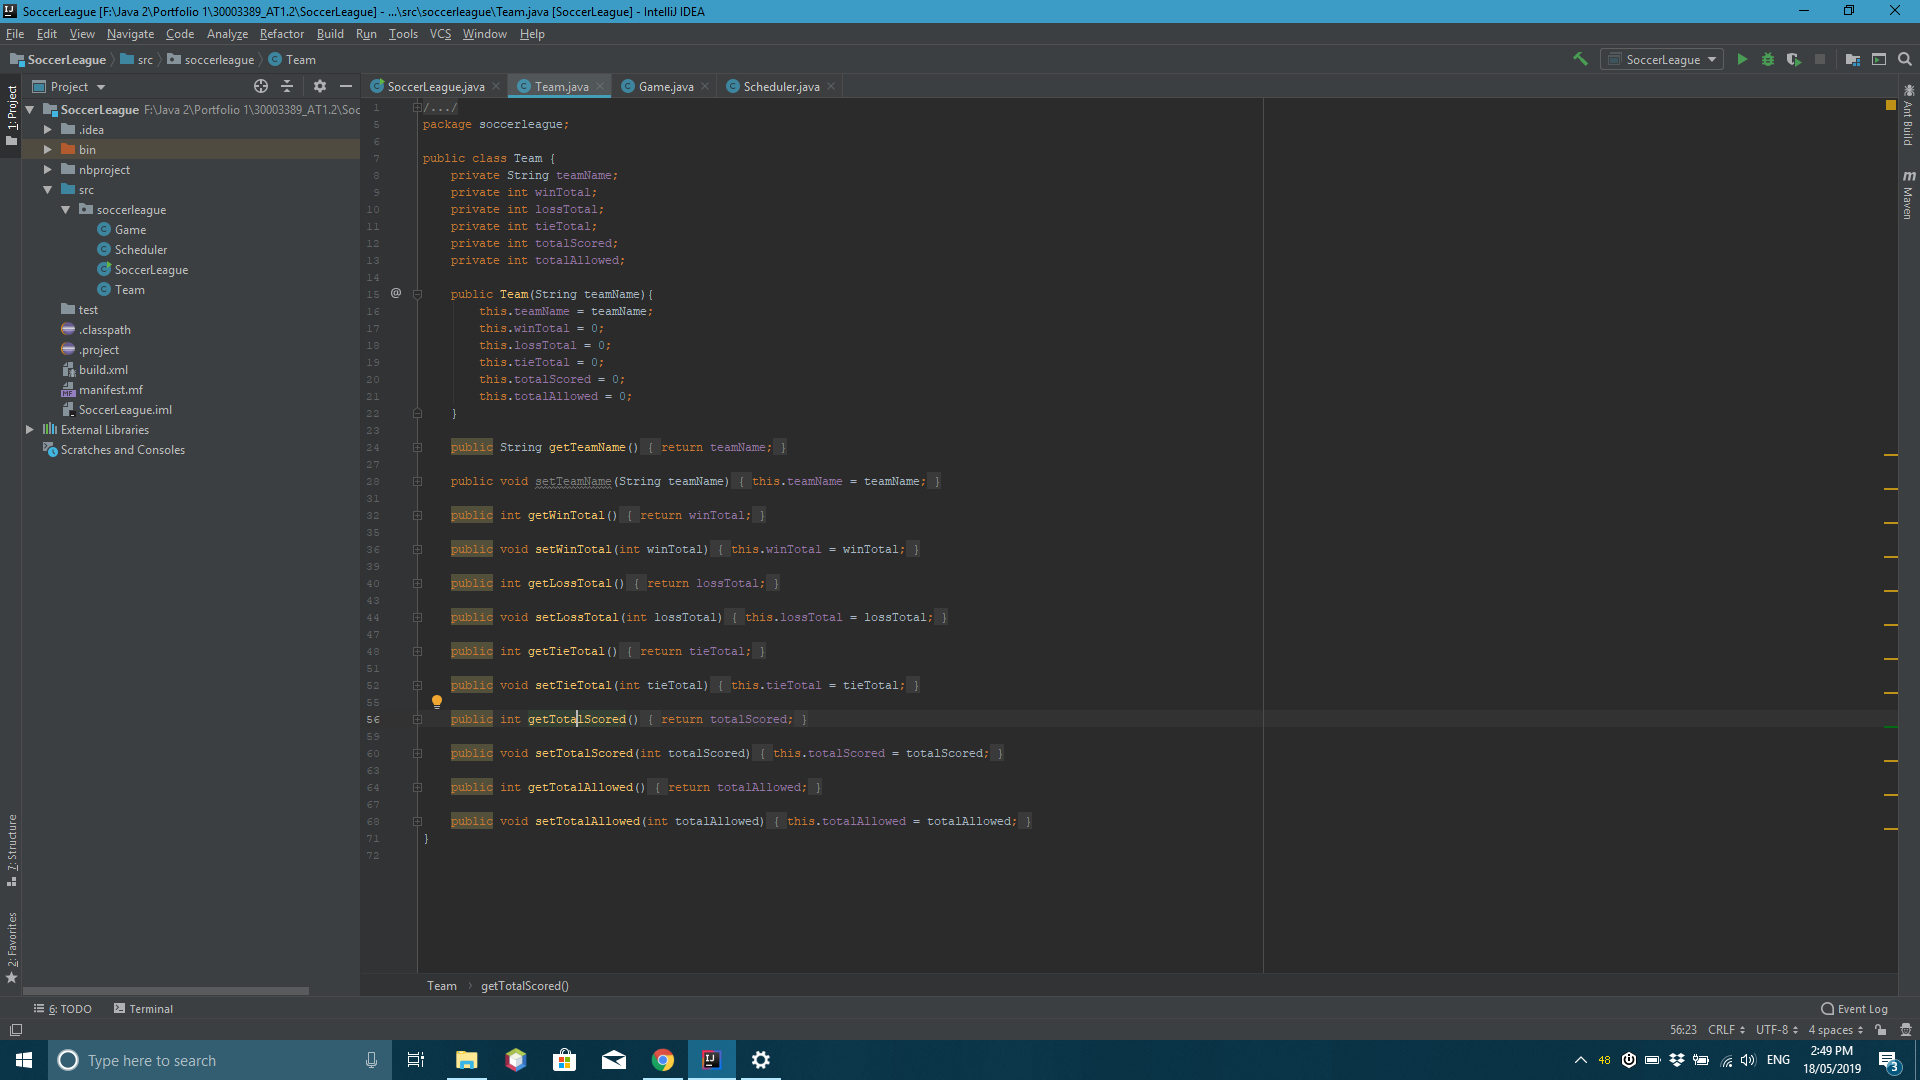 SoccerLeague [F:\Java 2\Portfolio 1\30003389_AT1.2\SoccerLeague] - ...\src\soccerleague\Team.java [SoccerLeague] - IntelliJ IDEA
File Edit View Navigate Code Analyze Refactor Build Run Tools VCS Window Help
SoccerLeague src soccerleague Team SoccerLeague
Project SoccerLeague.java Team.java Game.java Scheduler.java
1: Project
SoccerLeague F:\Java 2\Portfolio 1\30003389_AT1.2\Soc
.idea
bin
nbproject
src
soccerleague
Game
Scheduler
SoccerLeague
Team
test
.classpath
.project
build.xml
manifest.mf
SoccerLeague.iml
External Libraries
Scratches and Consoles
7: Structure
2: Favorites
1 /.../
5 package soccerleague;
6
7 public class Team {
8 private String teamName;
9 private int winTotal;
10 private int lossTotal;
11 private int tieTotal;
12 private int totalScored;
13 private int totalAllowed;
14
15 @ public Team(String teamName){
16 this.teamName = teamName;
17 this.winTotal = 0;
18 this.lossTotal = 0;
19 this.tieTotal = 0;
20 this.totalScored = 0;
21 this.totalAllowed = 0;
22 }
23
24 public String getTeamName() { return teamName; }
27
28 public void setTeamName(String teamName) { this.teamName = teamName; }
31
32 public int getWinTotal() { return winTotal; }
35
36 public void setWinTotal(int winTotal) { this.winTotal = winTotal; }
39
40 public int getLossTotal() { return lossTotal; }
43
44 public void setLossTotal(int lossTotal) { this.lossTotal = lossTotal; }
47
48 public int getTieTotal() { return tieTotal; }
51
52 public void setTieTotal(int tieTotal) { this.tieTotal = tieTotal; }
55
56 public int getTotalScored() { return totalScored; }
59
60 public void setTotalScored(int totalScored) { this.totalScored = totalScored; }
63
64 public int getTotalAllowed() { return totalAllowed; }
67
68 public void setTotalAllowed(int totalAllowed) { this.totalAllowed = totalAllowed; }
71 }
72
Ant Build
m Maven
Team getTotalScored()
6: TODO Terminal Event Log
56:23 CRLF UTF-8 4 spaces
Type here to search
48 ENG
2:49 PM
18/05/2019
3